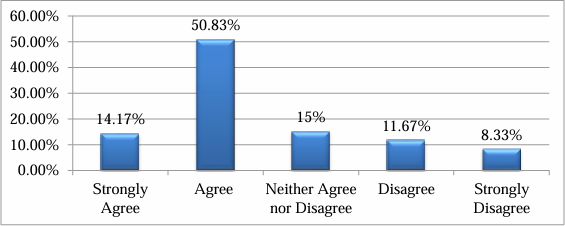 60.00%
50.00%
40.00%
30.00%
20.00%
10.00%
0.00%
14.17%
50.83%
15%
11.67%
8.33%
Strongly
Agree
Agree
Neither Agree
nor Disagree
Disagree
Strongly
Disagree